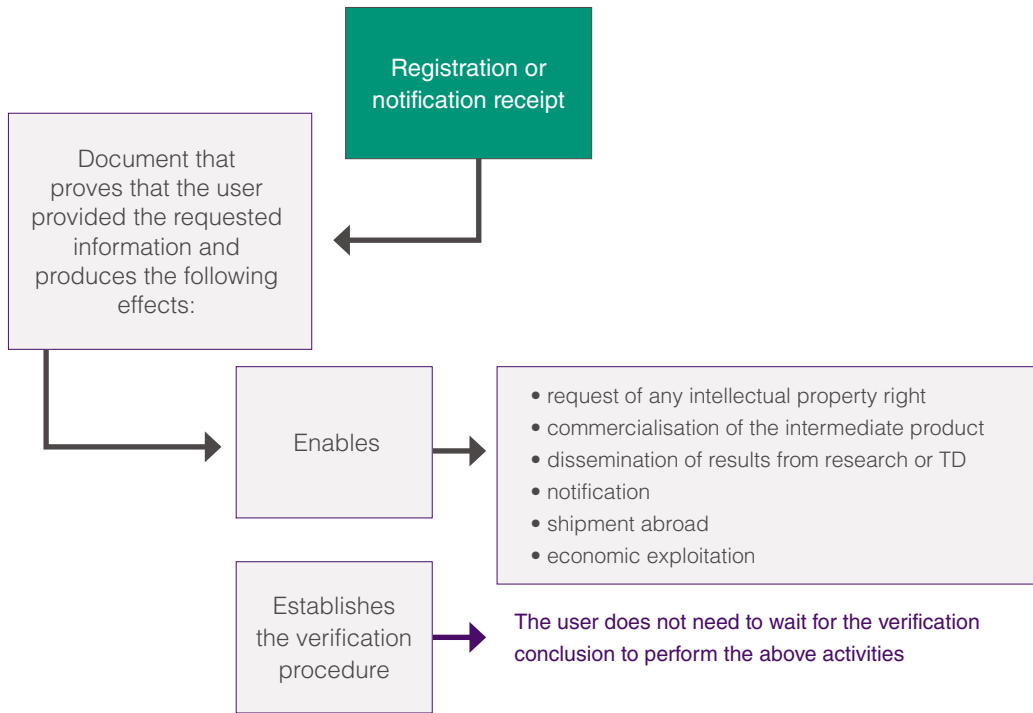 Registration or
notification receipt
Document that
proves that the user
provided the requested
information and
produces the following
effects:
Enables
• request of any intellectual property right
• commercialisation of the intermediate product
• dissemination of results from research or TD
• notification
• shipment abroad
• economic exploitation
Establishes
the verification
procedure
The user does not need to wait for the verification
conclusion to perform the above activities